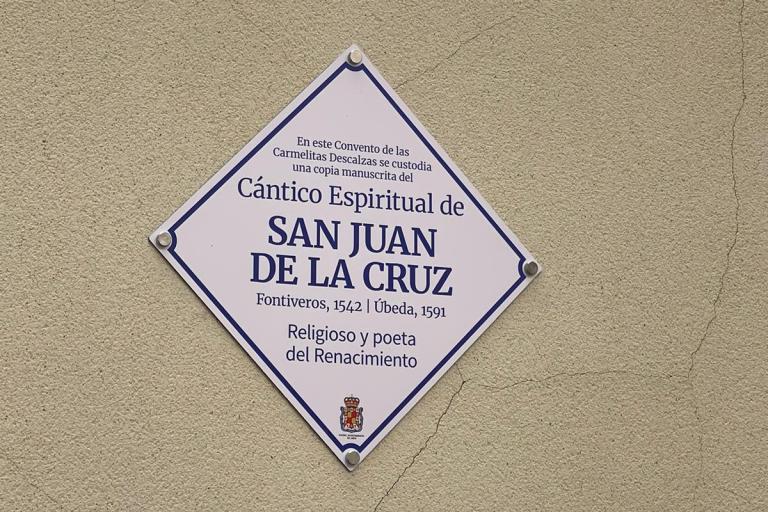 En este Convento de las
Carmelitas Descalzas se custodia
una copia manuscrita del
Cántico Espiritual de
SAN JUAN
DE LA CRUZ
Fontiveros, 1542 | Úbeda, 1591
Religioso y poeta
del Renacimiento